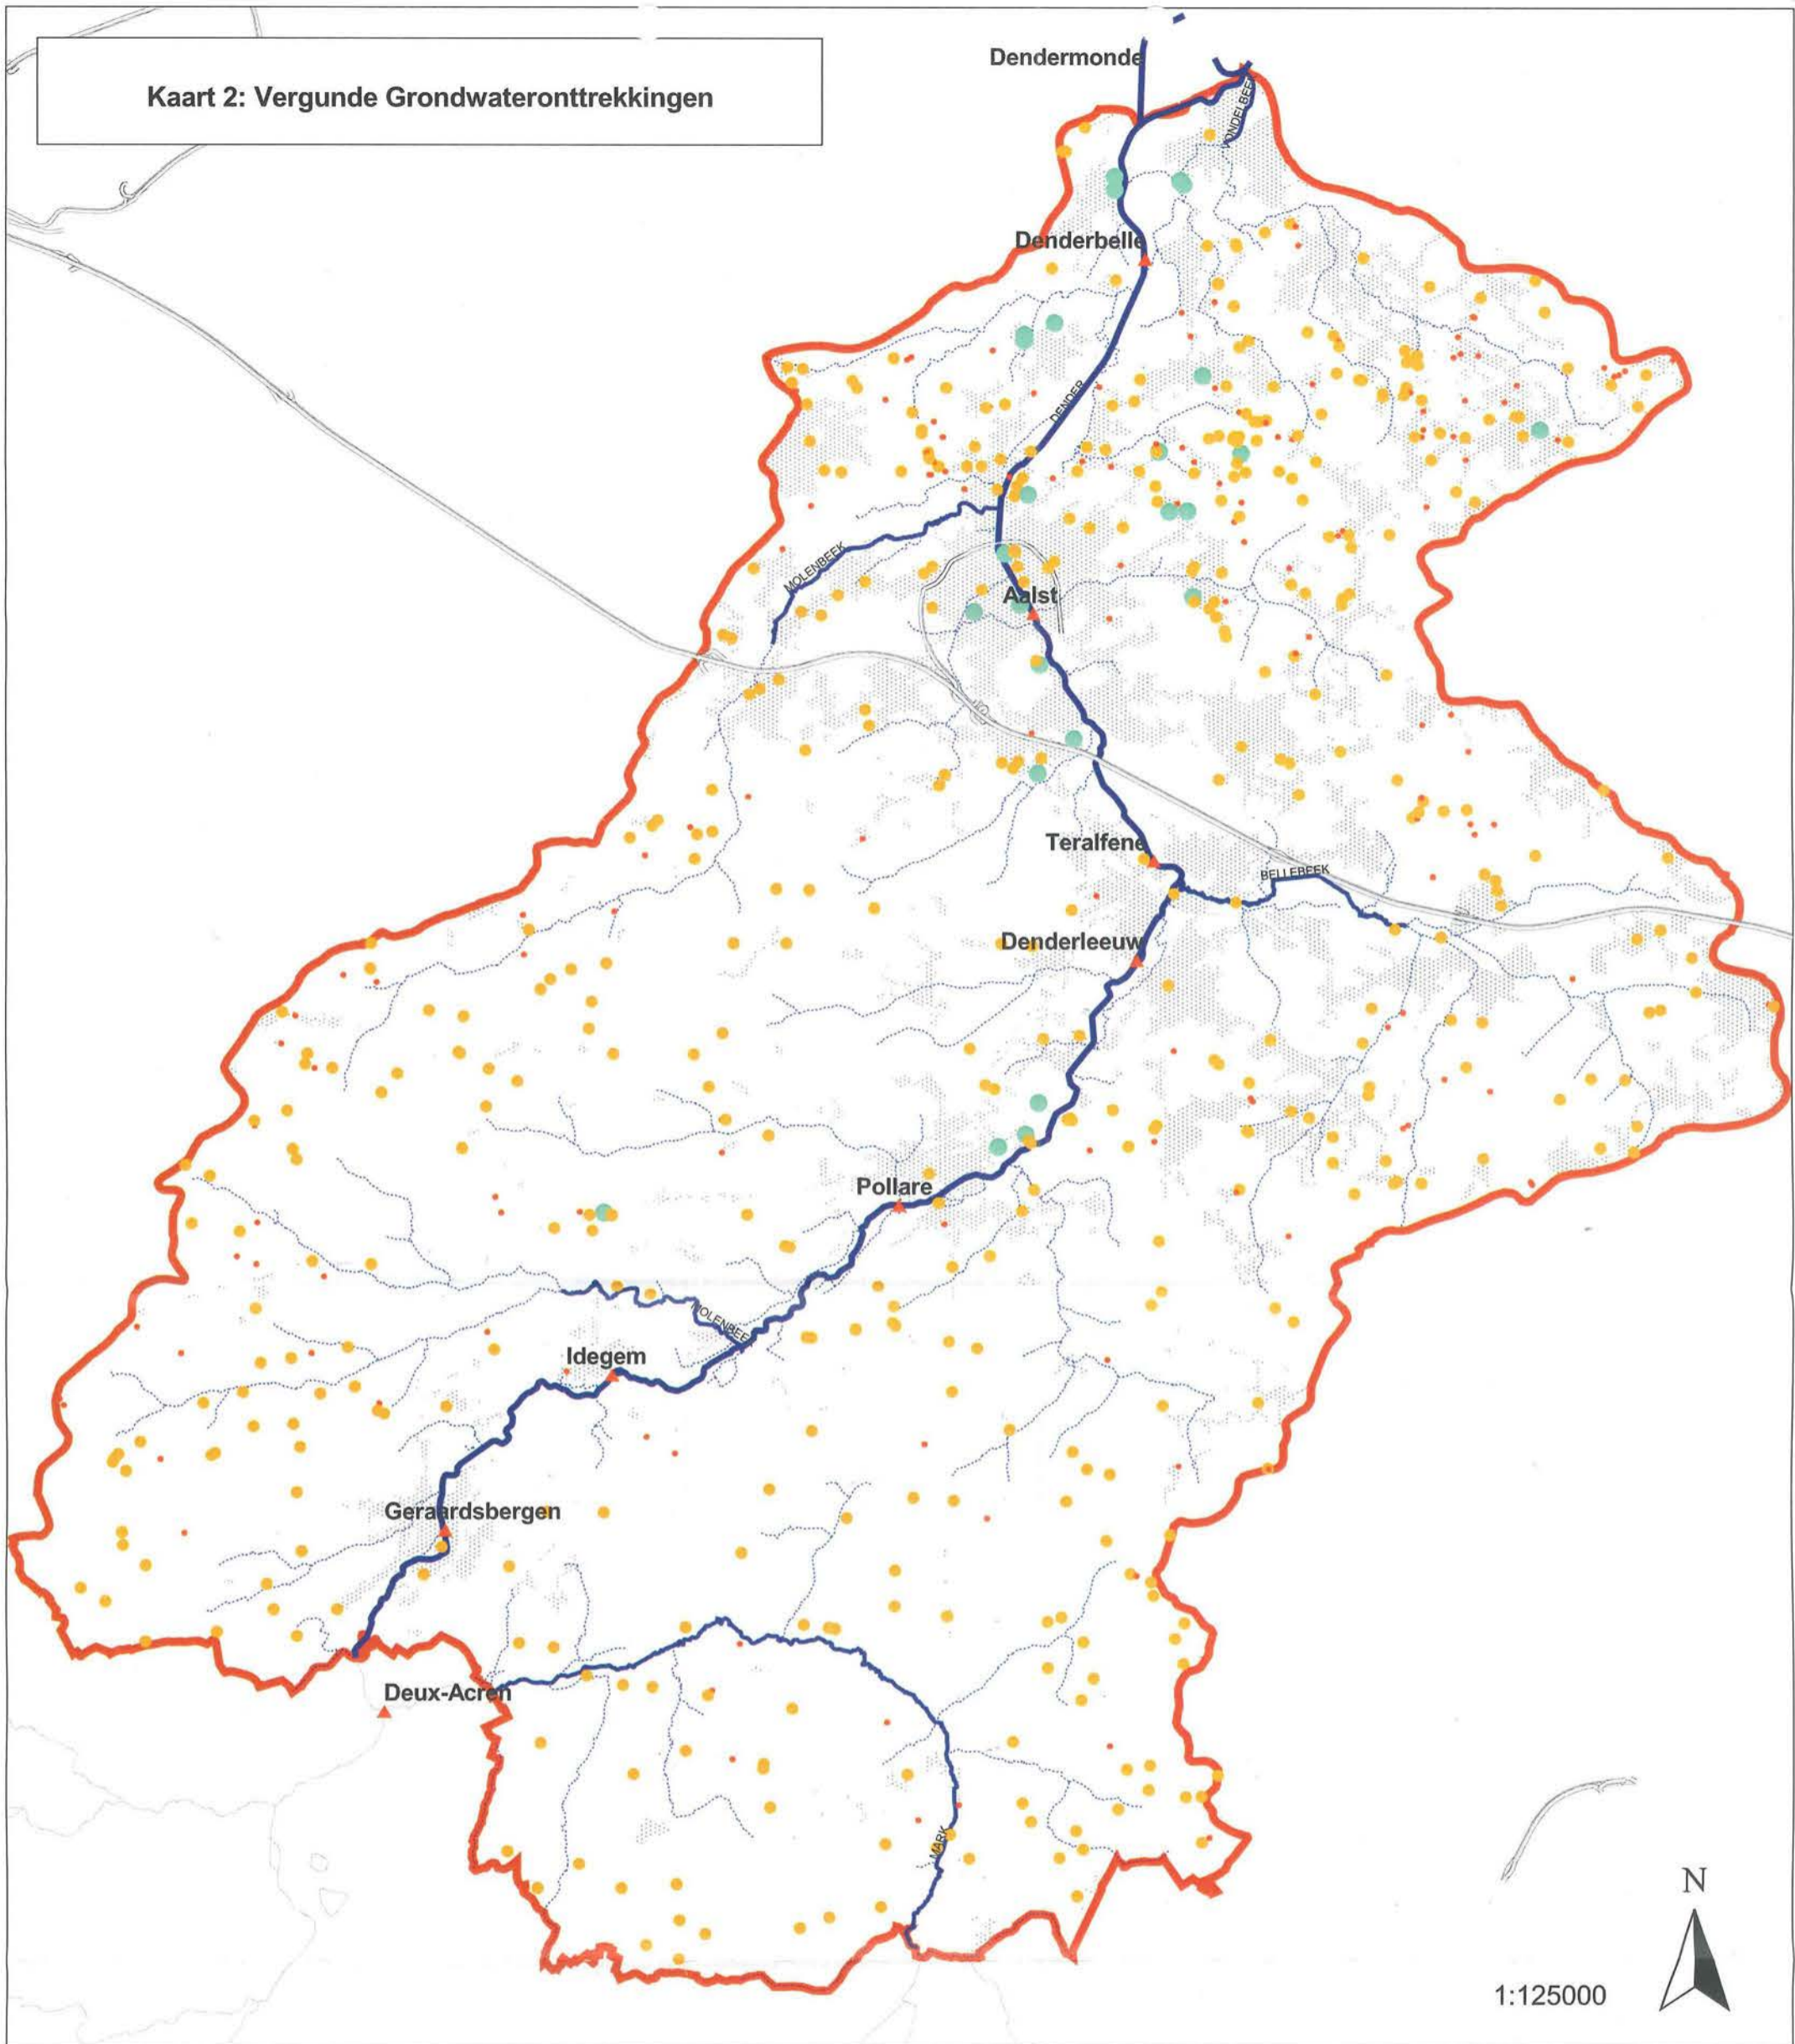 Kaart 2: Vergunde Grondwateronttrekkingen
Dendermonde
Denderbelle
DENDER
MOLENBEEK
Aalst
Teralfene
BELLEBEEK
Denderleeuw
Pollare
MOLENBEE
Idegem
Geraardsbergen
Deux-Acren
MARK
N
1:125000